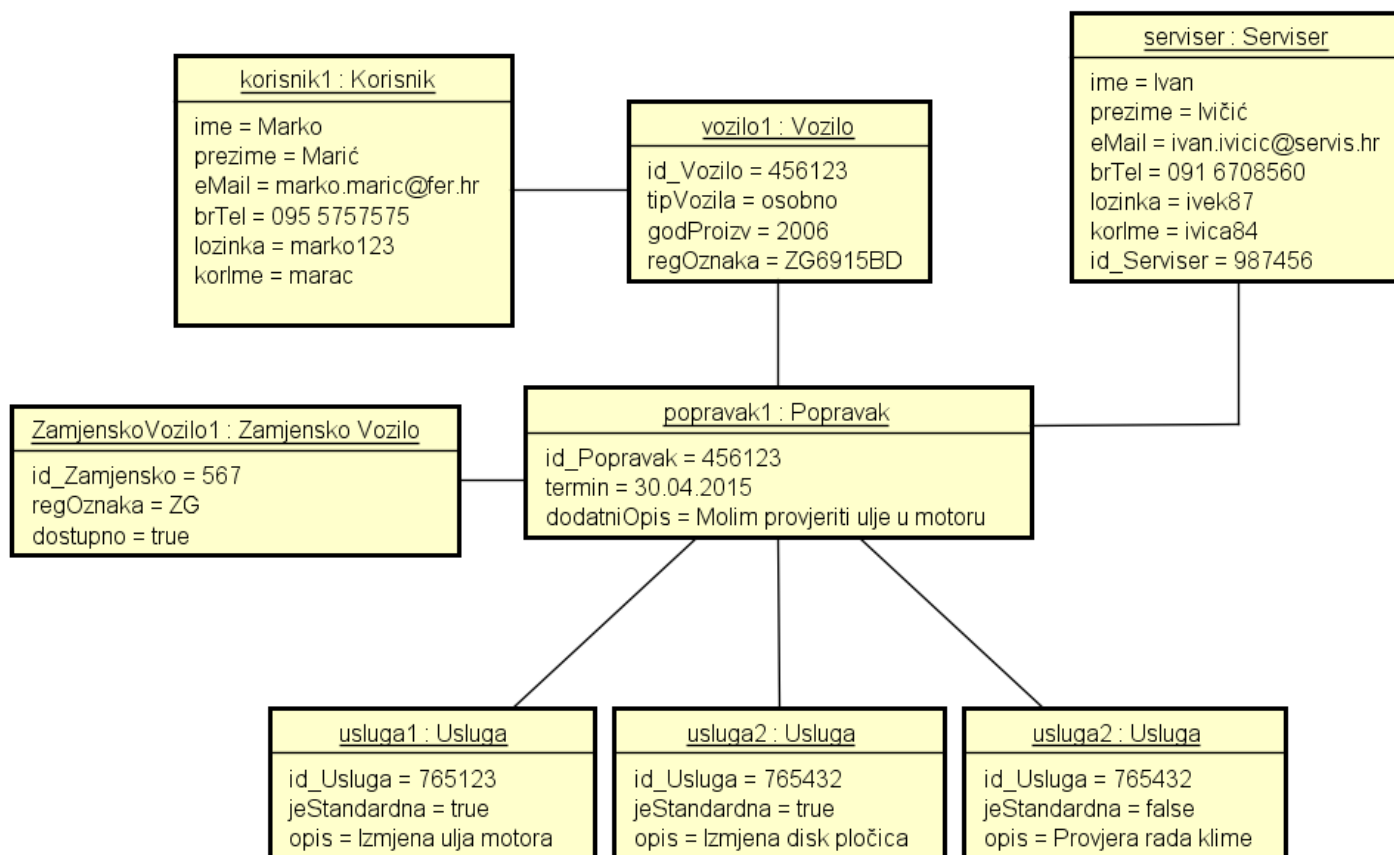 korisnik1 : Korisnik
ime = Marko
prezime = Marić
eMail = marko.maric@fer.hr
brTel = 095 5757575
lozinka = marko123
korIme = marac
vozilo1 : Vozilo
id_Vozilo = 456123
tipVozila = osobno
godProizv = 2006
regOznaka = ZG6915BD
serviser : Serviser
ime = Ivan
prezime = Ivičić
eMail = ivan.ivicic@servis.hr
brTel = 091 6708560
lozinka = ivek87
korIme = ivica84
id_Serviser = 987456
ZamjenskoVozilo1 : Zamjensko Vozilo
id_Zamjensko = 567
regOznaka = ZG
dostupno = true
popravak1 : Popravak
id_Popravak = 456123
termin = 30.04.2015
dodatniOpis = Molim provjeriti ulje u motoru
usluga1 : Usluga
id_Usluga = 765123
jeStandardna = true
opis = Izmjena ulja motora
usluga2 : Usluga
id_Usluga = 765432
jeStandardna = true
opis = Izmjena disk pločica
usluga2 : Usluga
id_Usluga = 765432
jeStandardna = false
opis = Provjera rada klime